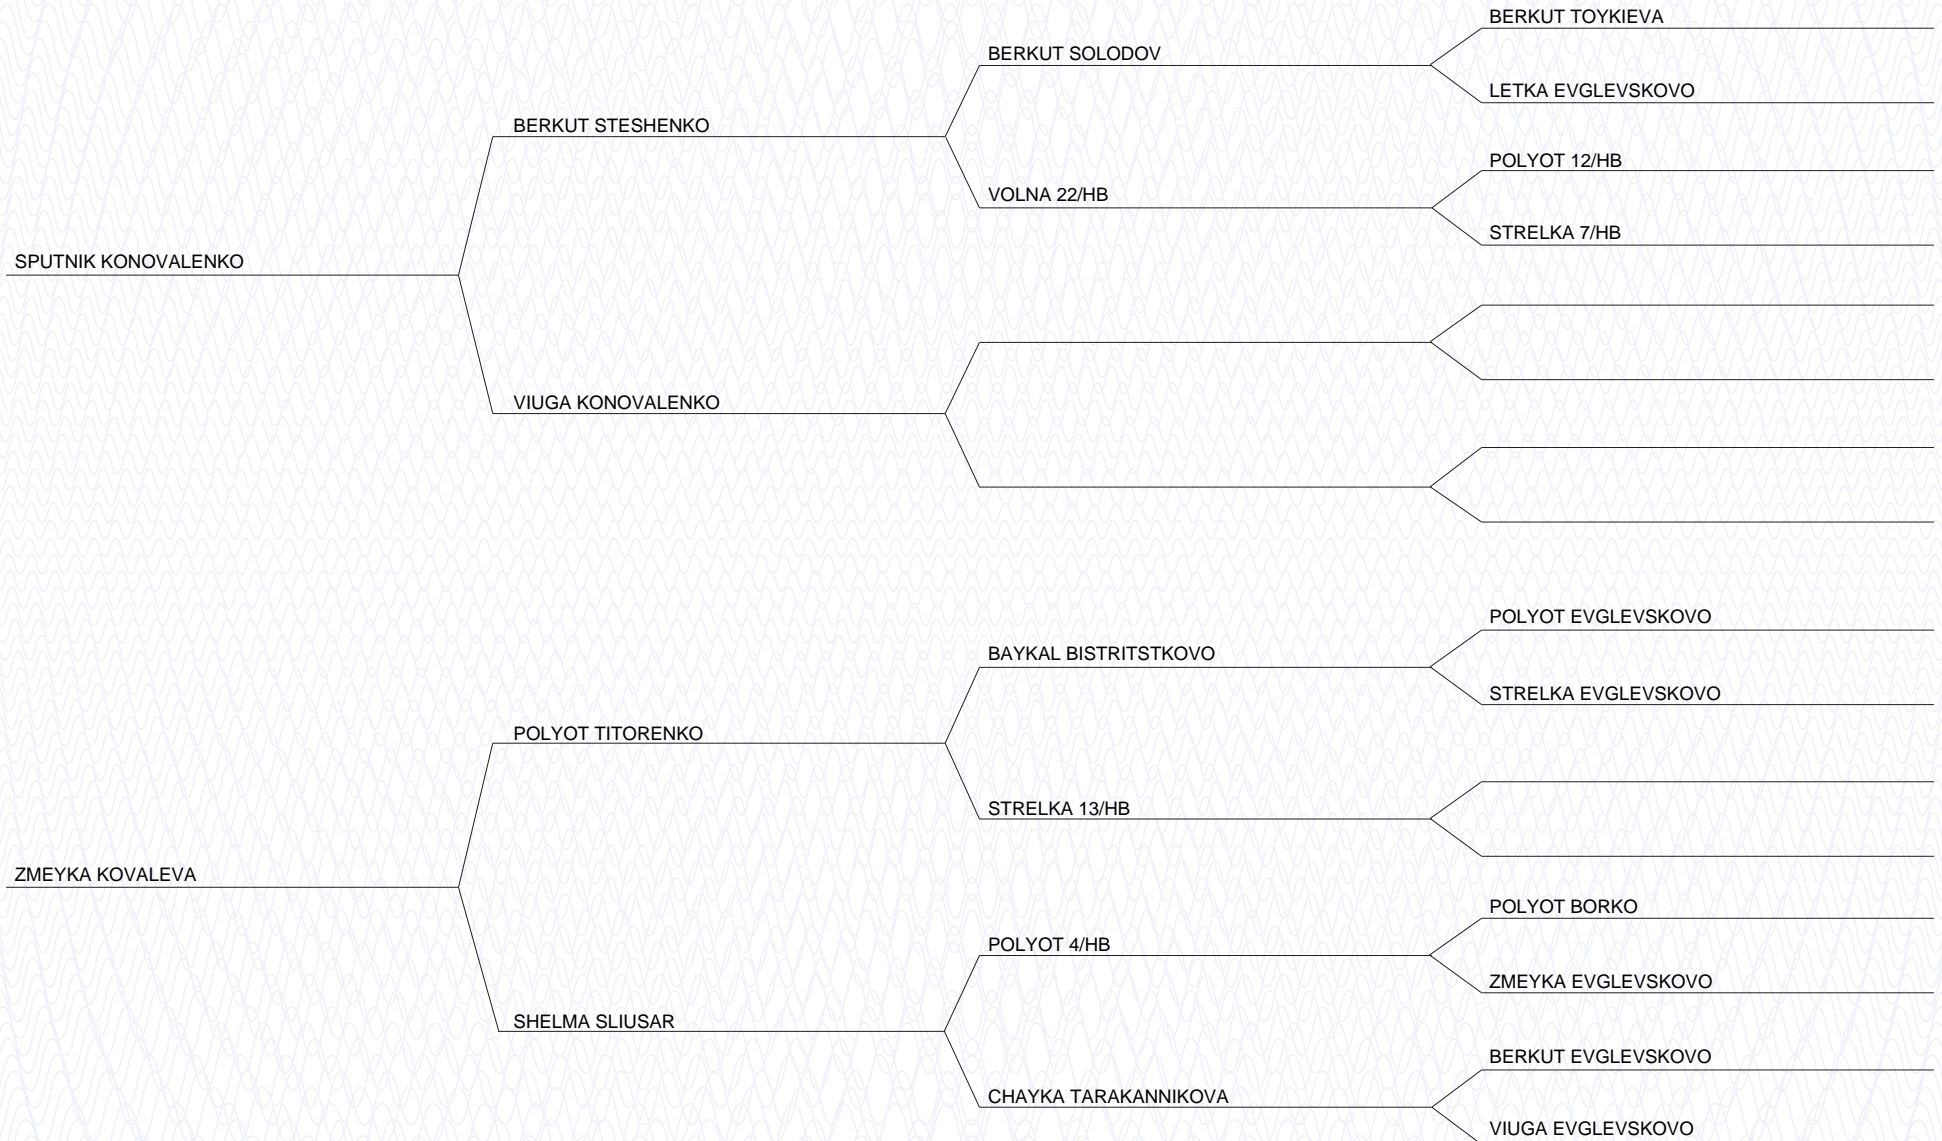 BERKUT TOYKIEVA
BERKUT SOLODOV
LETKA EVGLEVSKOVO
BERKUT STESHENKO
POLYOT 12/HB
VOLNA 22/HB
STRELKA 7/HB
SPUTNIK KONOVALENKO
VIUGA KONOVALENKO
POLYOT EVGLEVSKOVO
BAYKAL BISTRITSTKOVO
STRELKA EVGLEVSKOVO
POLYOT TITORENKO
STRELKA 13/HB
ZMEYKA KOVALEVA
POLYOT BORKO
POLYOT 4/HB
ZMEYKA EVGLEVSKOVO
SHELMA SLIUSAR
BERKUT EVGLEVSKOVO
CHAYKA TARAKANNIKOVA
VIUGA EVGLEVSKOVO